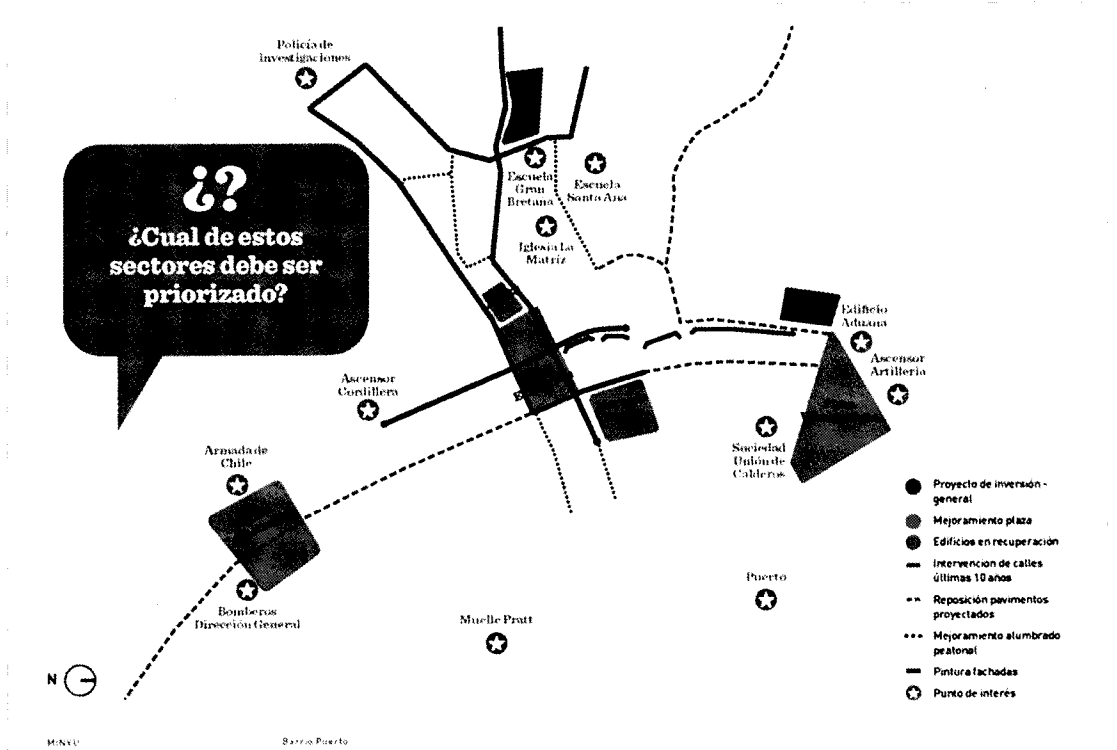 Policía de
Investigaciones
¿?
¿Cual de estos
sectores debe ser
priorizado?
Escuela
Gran
Bretaña
Escuela
Santa Ana
Iglesia La
Matriz
Edificio
Aduana
Ascensor
Artillería
Ascensor
Cordillera
Sociedad
Unión de
Calderos
Armada de
Chile
Bomberos
Dirección General
Muelle Pratt
Puerto
Proyecto de inversión -
general
Mejoramiento plaza
Edificios en recuperación
Intervencion de calles
últimas 10 años
Reposición pavimentos
proyectados
Mejoramiento alumbrado
peatonal
Pintura fachadas
Punto de interés
N
MINVU
Barrio Puerto